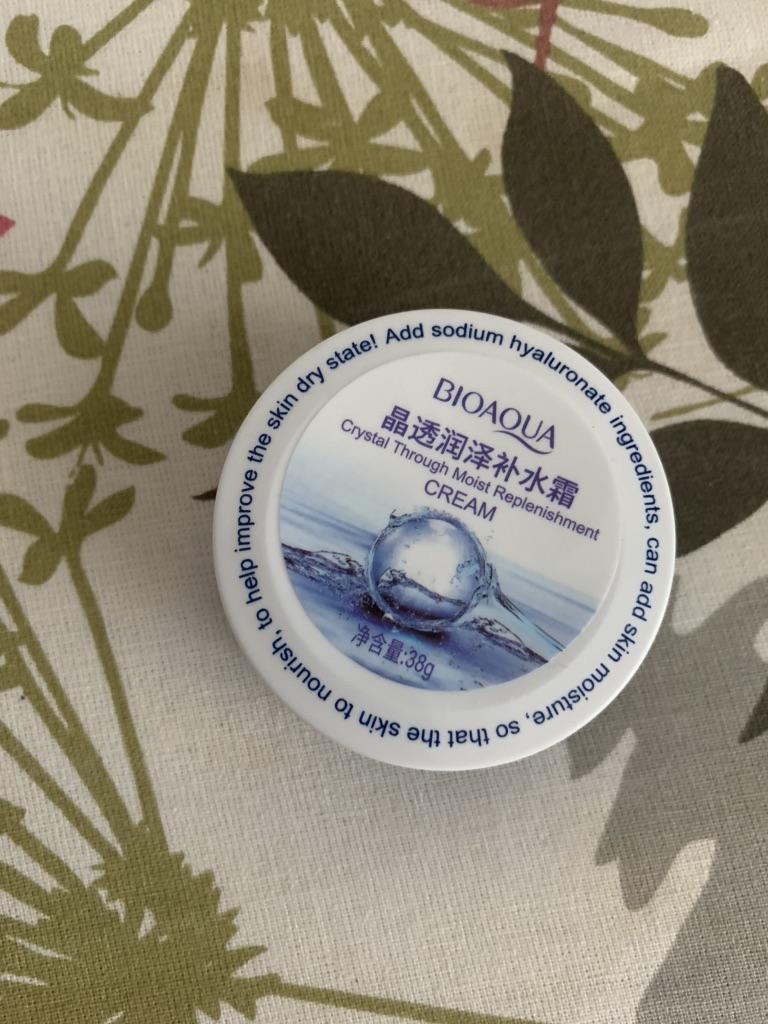 BIOAQUA
晶透润泽补水霜
Crystal Through Moist Replenishment
CREAM
净含量:38g
Add sodium hyaluronate ingredients, can add skin moisture, so that the skin to nourish, to help improve the skin dry state!